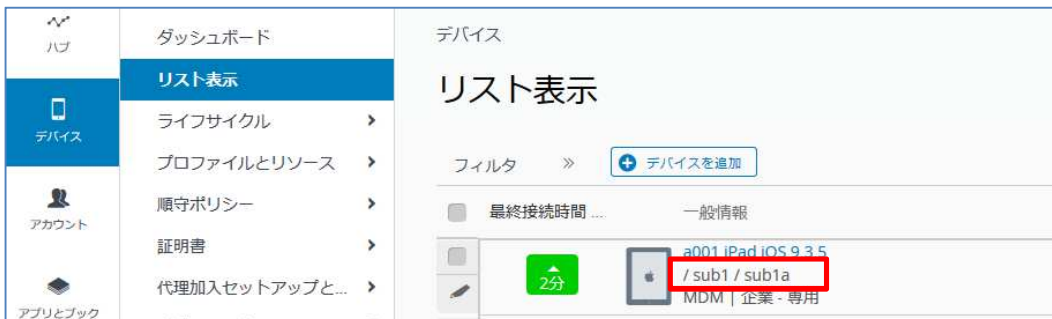 ハブ
デバイス
アカウント
アプリとブック
ダッシュボード
リスト表示
ライフサイクル
プロファイルとリソース
順守ポリシー
証明書
代理加入セットアップと...
デバイス
リスト表示
フィルタ » デバイスを追加
最終接続時間 ... 一般情報
2分
a001 iPad iOS 9.3.5
/ sub1 / sub1a
MDM | 企業 - 専用